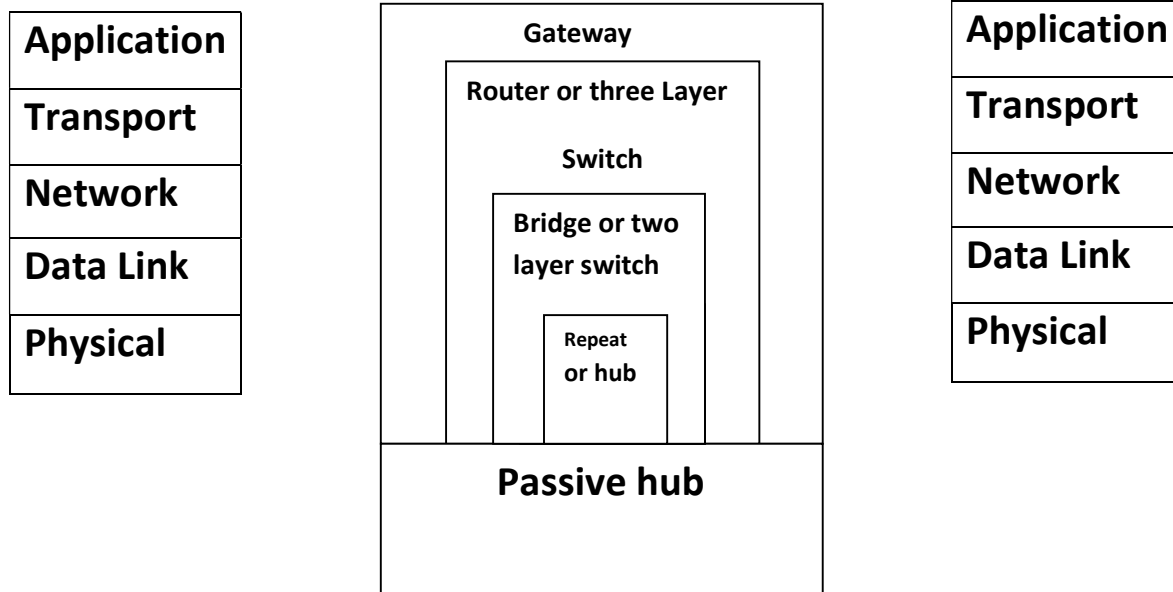 Application
Transport
Network
Data Link
Physical
Gateway
Router or three Layer
Switch
Bridge or two
layer switch
Repeat
or hub
Passive hub
Application
Transport
Network
Data Link
Physical